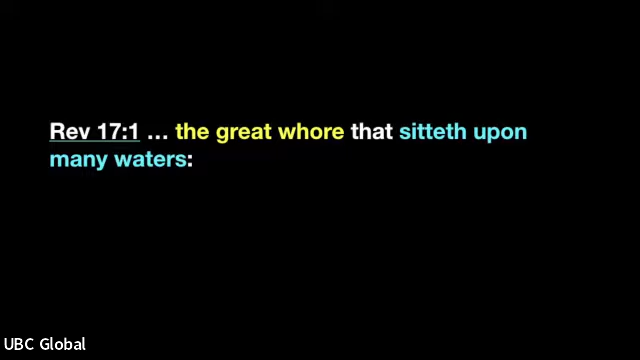 Rev 17:1 … the great whore that sitteth upon
many waters:
UBC Global